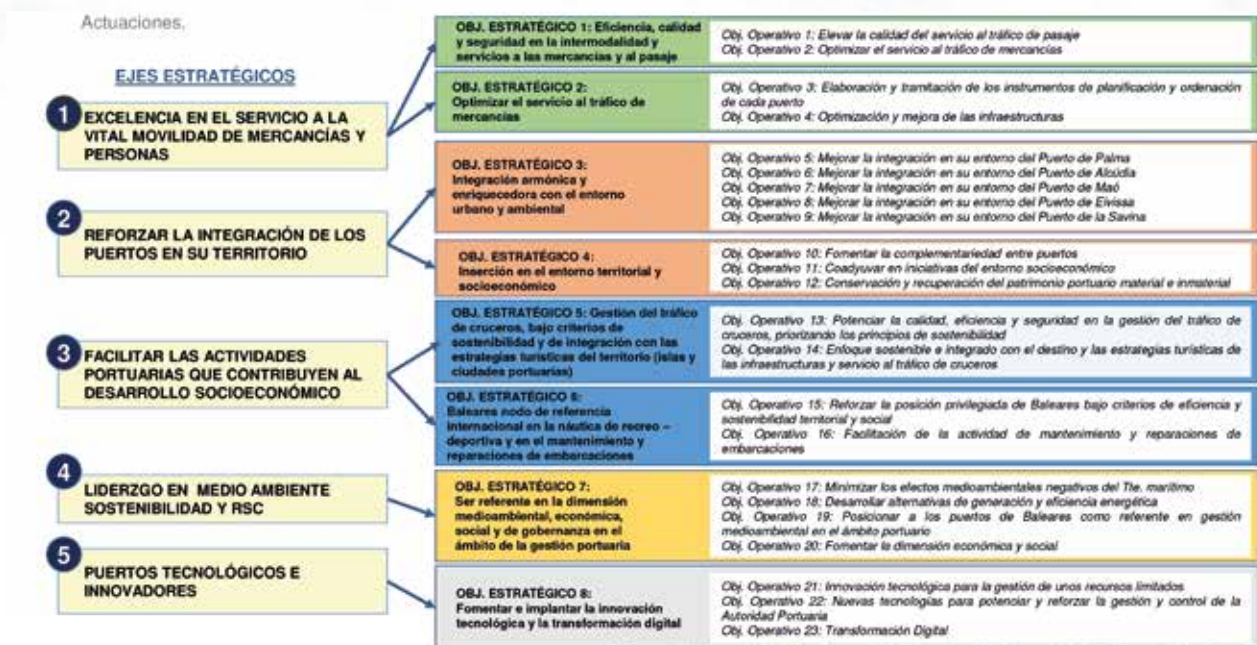 Actuaciones.
EJES ESTRATÉGICOS
1
EXCELENCIA EN EL SERVICIO A LA
VITAL MOVILIDAD DE MERCANCÍAS Y
PERSONAS
OBJ. ESTRATÉGICO 1: Eficiencia, calidad
y seguridad en la intermodalidad y
servicios a las mercancías y al pasaje
Obj. Operativo 1: Elevar la calidad del servicio al tráfico de pasaje
Obj. Operativo 2: Optimizar el servicio al tráfico de mercancías
OBJ. ESTRATÉGICO 2:
Optimizar el servicio al tráfico de
mercancías
Obj. Operativo 3: Elaboración y tramitación de los instrumentos de planificación y ordenación
de cada puerto
Obj. Operativo 4: Optimización y mejora de las infraestructuras
2
REFORZAR LA INTEGRACIÓN DE LOS
PUERTOS EN SU TERRITORIO
OBJ. ESTRATÉGICO 3:
Integración armónica y
enriquecedora con el entorno
urbano y ambiental
Obj. Operativo 5: Mejorar la integración en su entorno del Puerto de Palma
Obj. Operativo 6: Mejorar la integración en su entorno del Puerto de Alcúdia
Obj. Operativo 7: Mejorar la integración en su entorno del Puerto de Maó
Obj. Operativo 8: Mejorar la integración en su entorno del Puerto de Eivissa
Obj. Operativo 9: Mejorar la integración en su entorno del Puerto de la Savina
OBJ. ESTRATÉGICO 4:
Inserción en el entorno territorial y
socioeconómico
Obj. Operativo 10: Fomentar la complementariedad entre puertos
Obj. Operativo 11: Coadyuvar en iniciativas del entorno socioeconómico
Obj. Operativo 12: Conservación y recuperación del patrimonio portuario material e inmaterial
3
FACILITAR LAS ACTIVIDADES
PORTUARIAS QUE CONTRIBUYEN AL
DESARROLLO SOCIOECONÓMICO
OBJ. ESTRATÉGICO 5: Gestión del tráfico
de cruceros, bajo criterios de
sostenibilidad y de integración con las
estrategias turísticas del territorio (islas y
ciudades portuarias)
Obj. Operativo 13: Potenciar la calidad, eficiencia y seguridad en la gestión del tráfico de
cruceros, priorizando los principios de sostenibilidad
Obj. Operativo 14: Enfoque sostenible e integrado con el destino y las estrategias turísticas de
las infraestructuras y servicio al tráfico de cruceros
OBJ. ESTRATÉGICO 6:
Baleares nodo de referencia
internacional en la náutica de recreo –
deportiva y en el mantenimiento y
reparaciones de embarcaciones
Obj. Operativo 15: Reforzar la posición privilegiada de Baleares bajo criterios de eficiencia y
sostenibilidad territorial y social
Obj. Operativo 16: Facilitación de la actividad de mantenimiento y reparaciones de
embarcaciones
4
LIDERZGO EN MEDIO AMBIENTE
SOSTENIBILIDAD Y RSC
OBJ. ESTRATÉGICO 7:
Ser referente en la dimensión
medioambiental, económica,
social y de gobernanza en el
ámbito de la gestión portuaria
Obj. Operativo 17: Minimizar los efectos medioambientales negativos del Tte. marítimo
Obj. Operativo 18: Desarrollar alternativas de generación y eficiencia energética
Obj. Operativo 19: Posicionar a los puertos de Baleares como referente en gestión
medioambiental en el ámbito portuario
Obj. Operativo 20: Fomentar la dimensión económica y social
5
PUERTOS TECNOLÓGICOS E
INNOVADORES
OBJ. ESTRATÉGICO 8:
Fomentar e implantar la innovación
tecnológica y la transformación digital
Obj. Operativo 21: Innovación tecnológica para la gestión de unos recursos limitados
Obj. Operativo 22: Nuevas tecnologías para potenciar y reforzar la gestión y control de la
Autoridad Portuaria
Obj. Operativo 23: Transformación Digital